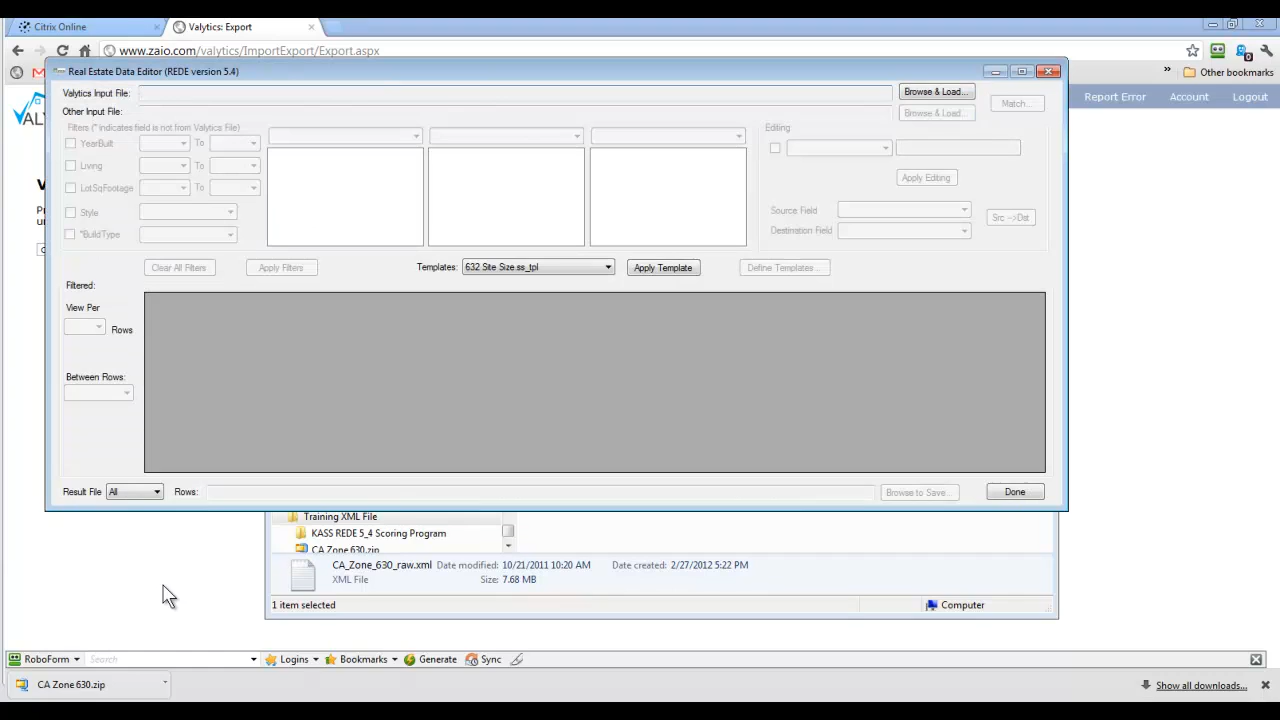 Citrix Online
Valytics: Export
www.zaio.com/valytics/ImportExport/Export.aspx
Other bookmarks
Real Estate Data Editor (REDE version 5.4)
Report Error Account Logout
Valytics Input File: Browse & Load...
Other Input File: Browse & Load...
Match...
Filters (* indicates field is not from Valytics File)
Editing
YearBuilt To
Living To
LotSqFootage To
Style
*BuildType
Apply Editing
Source Field
Destination Field
Src -->Dst
Clear All Filters Apply Filters Templates: 632 Site Size.ss_tpl Apply Template Define Templates...
Filtered:
View Per
Rows
Between Rows:
Result File All Rows: Browse to Save... Done
Training XML File
KASS REDE 5_4 Scoring Program
CA Zone 630.zip
CA_Zone_630_raw.xml Date modified: 10/21/2011 10:20 AM Date created: 2/27/2012 5:22 PM
XML File Size: 7.68 MB
1 item selected Computer
RoboForm Search Logins Bookmarks Generate Sync
CA Zone 630.zip Show all downloads...